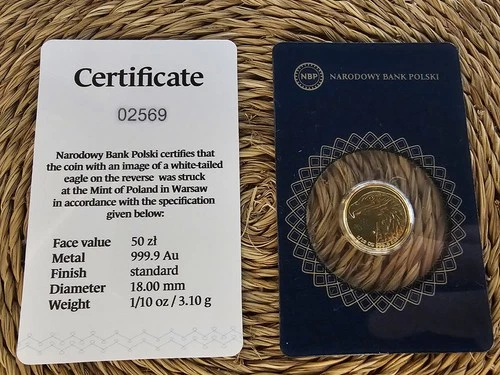 Certificate
02569
Narodowy Bank Polski certifies that
the coin with an image of a white-tailed
eagle on the reverse was struck
at the Mint of Poland in Warsaw
in accordance with the specification
given below:
Face value 50 zł
Metal 999.9 Au
Finish standard
Diameter 18.00 mm
Weight 1/10 oz / 3.10 g
NBP
NARODOWY BANK POLSKI